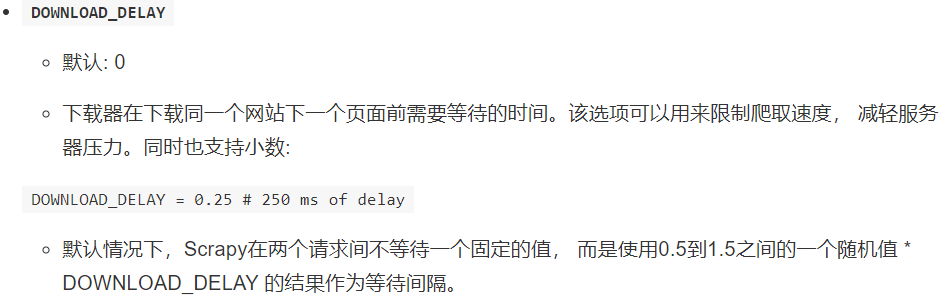 DOWNLOAD_DELAY
默认: 0
下载器在下载同一个网站下一个页面前需要等待的时间。该选项可以用来限制爬取速度， 减轻服务
器压力。同时也支持小数:
DOWNLOAD_DELAY = 0.25 # 250 ms of delay
默认情况下，Scrapy在两个请求间不等待一个固定的值， 而是使用0.5到1.5之间的一个随机值 *
DOWNLOAD_DELAY 的结果作为等待间隔。